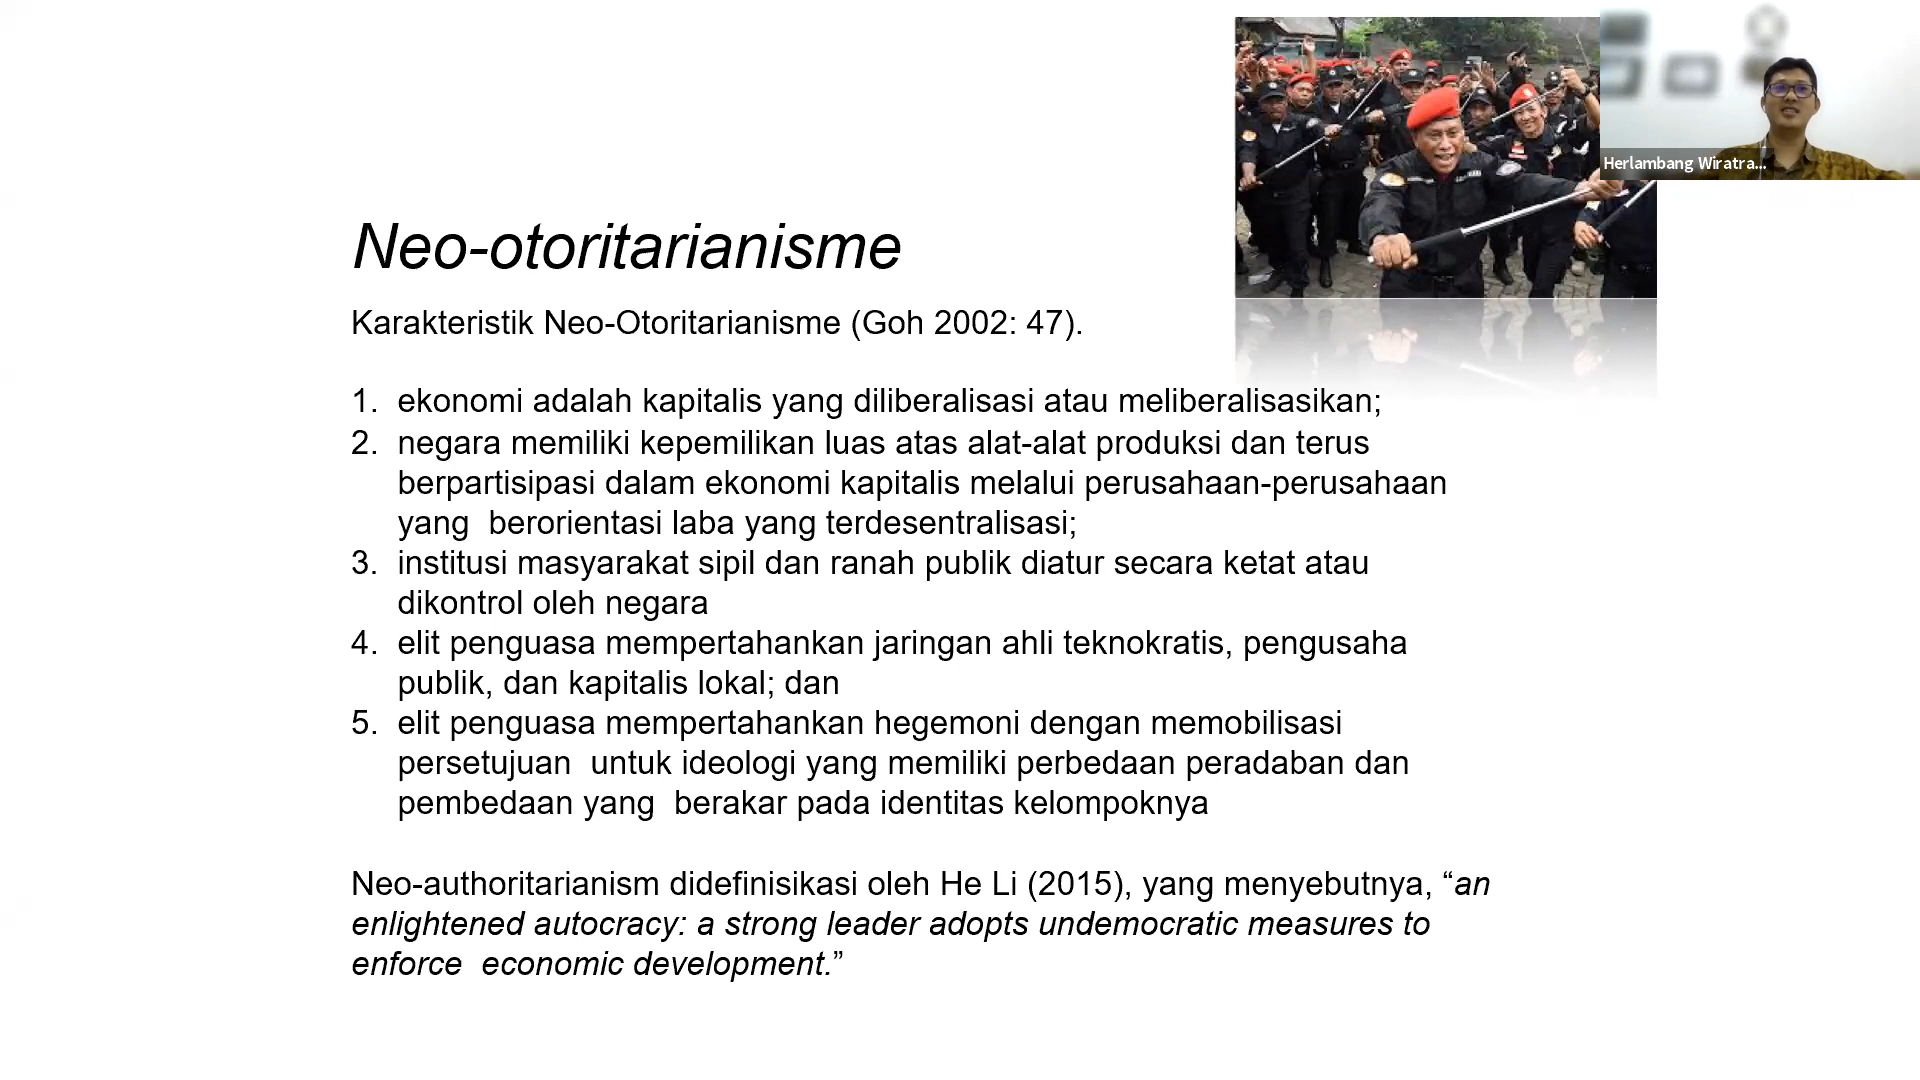 Herlambang Wiratra...
Neo-otoritarianisme
Karakteristik Neo-Otoritarianisme (Goh 2002: 47).
1. ekonomi adalah kapitalis yang diliberalisasi atau meliberalisasikan;
2. negara memiliki kepemilikan luas atas alat-alat produksi dan terus
berpartisipasi dalam ekonomi kapitalis melalui perusahaan-perusahaan
yang berorientasi laba yang terdesentralisasi;
3. institusi masyarakat sipil dan ranah publik diatur secara ketat atau
dikontrol oleh negara
4. elit penguasa mempertahankan jaringan ahli teknokratis, pengusaha
publik, dan kapitalis lokal; dan
5. elit penguasa mempertahankan hegemoni dengan memobilisasi
persetujuan untuk ideologi yang memiliki perbedaan peradaban dan
pembedaan yang berakar pada identitas kelompoknya
Neo-authoritarianism didefinisikasi oleh He Li (2015), yang menyebutnya, “an
enlightened autocracy: a strong leader adopts undemocratic measures to
enforce economic development.”